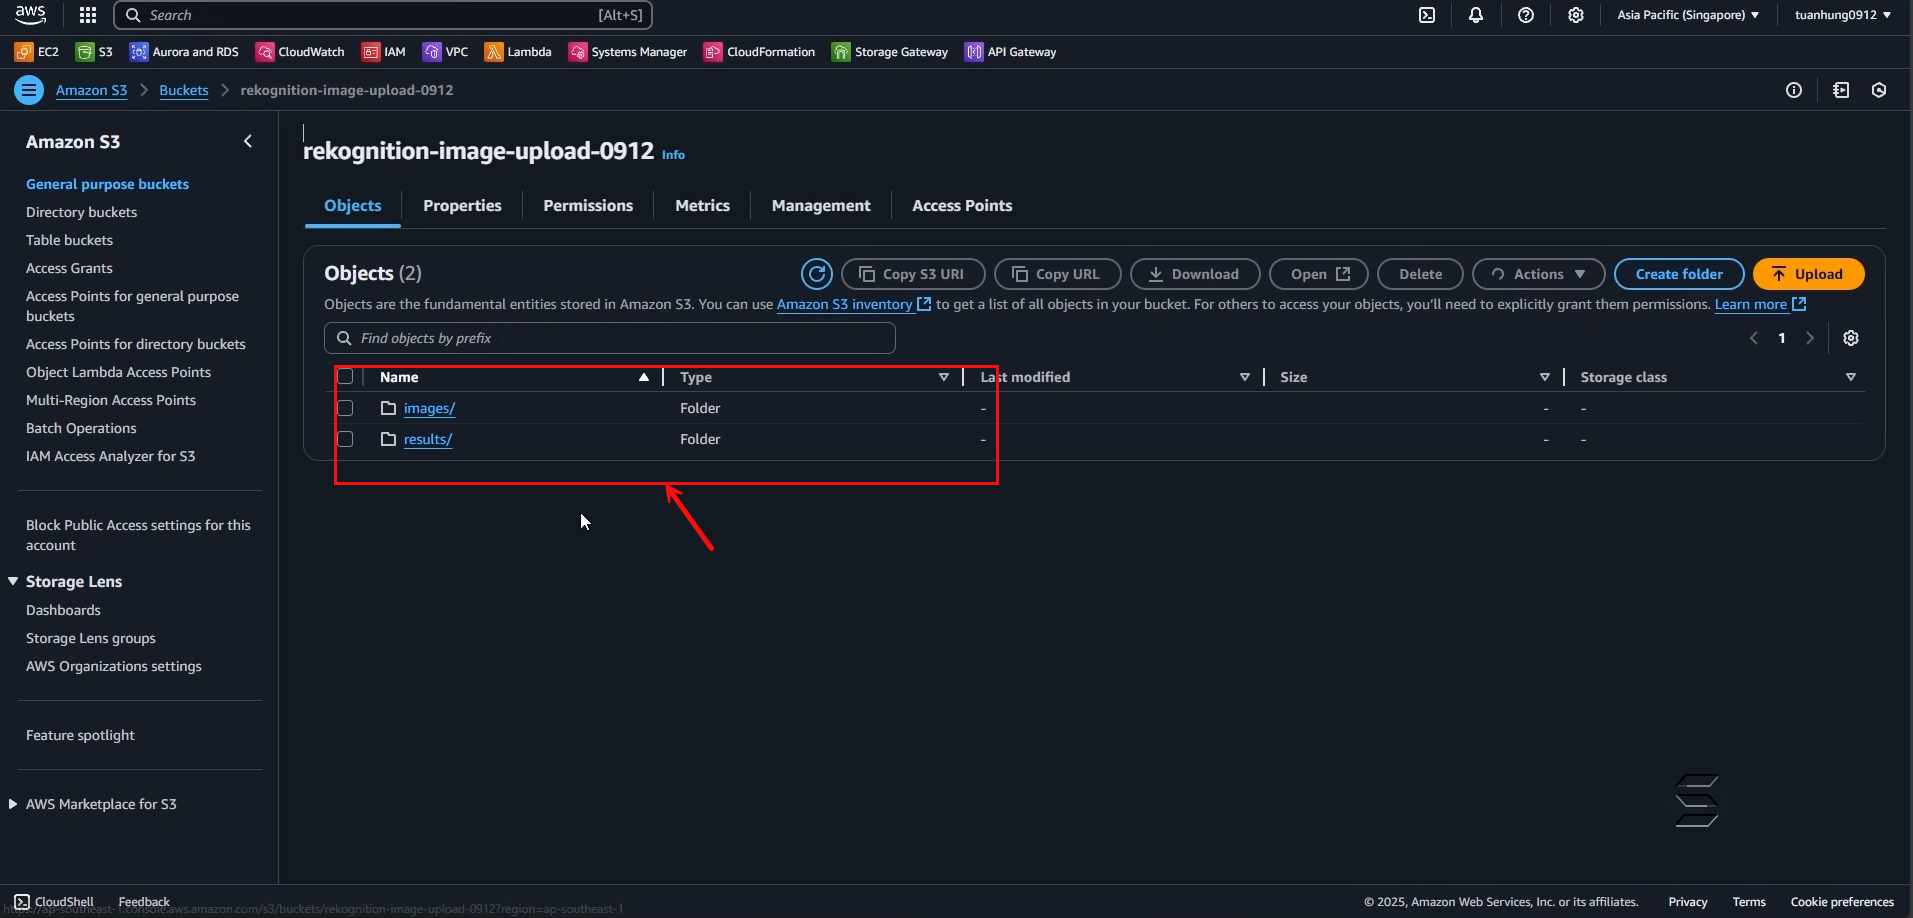 aws
Search [Alt+S]
Asia Pacific (Singapore)
tuanhung0912
EC2 S3 Aurora and RDS CloudWatch IAM VPC Lambda Systems Manager CloudFormation Storage Gateway API Gateway
Amazon S3 > Buckets > rekognition-image-upload-0912
Amazon S3
General purpose buckets
Directory buckets
Table buckets
Access Grants
Access Points for general purpose
buckets
Access Points for directory buckets
Object Lambda Access Points
Multi-Region Access Points
Batch Operations
IAM Access Analyzer for S3
Block Public Access settings for this
account
Storage Lens
Dashboards
Storage Lens groups
AWS Organizations settings
Feature spotlight
AWS Marketplace for S3
rekognition-image-upload-0912 Info
Objects Properties Permissions Metrics Management Access Points
Objects (2)
Copy S3 URI Copy URL Download Open Delete Actions Create folder Upload
Objects are the fundamental entities stored in Amazon S3. You can use Amazon S3 inventory to get a list of all objects in your bucket. For others to access your objects, you'll need to explicitly grant them permissions. Learn more
Find objects by prefix
1
Name Type Last modified Size Storage class
images/ Folder - - -
results/ Folder - - -
CloudShell Feedback
https://ap-southeast-1.console.aws.amazon.com/s3/buckets/rekognition-image-upload-0912?region=ap-southeast-1
© 2025, Amazon Web Services, Inc. or its affiliates. Privacy Terms Cookie preferences